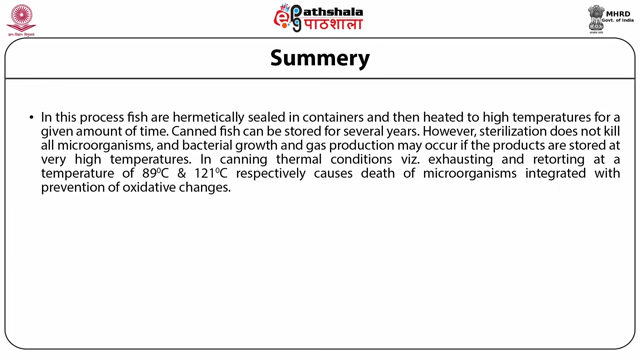 Pathshala
पाठशाला
MHRD
Govt. of India
Summery
• In this process fish are hermetically sealed in containers and then heated to high temperatures for a
given amount of time. Canned fish can be stored for several years. However, sterilization does not kill
all microorganisms, and bacterial growth and gas production may occur if the products are stored at
very high temperatures. In canning thermal conditions viz. exhausting and retorting at a
temperature of 89⁰C & 121⁰C respectively causes death of microorganisms integrated with
prevention of oxidative changes.